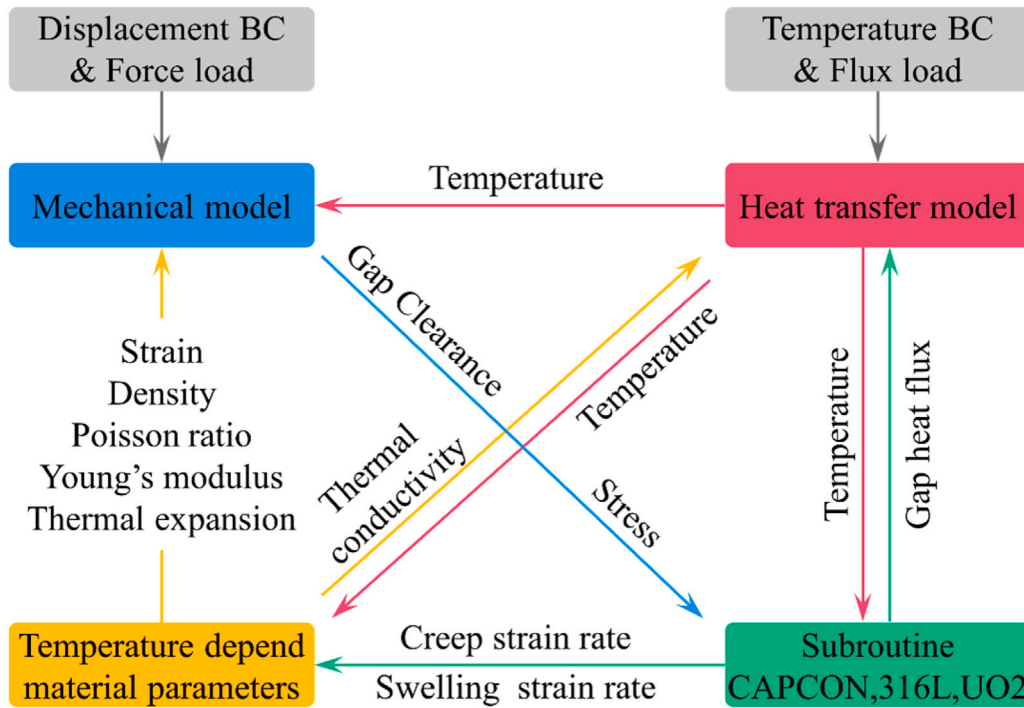 Displacement BC
& Force load
Temperature BC
& Flux load
Mechanical model
Temperature
Heat transfer model
Gap Clearance
Stress
Thermal
conductivity
Temperature
Temperature
Gap heat flux
Strain
Density
Poisson ratio
Young’s modulus
Thermal expansion
Temperature depend
material parameters
Creep strain rate
Swelling strain rate
Subroutine
CAPCON,316L,UO2